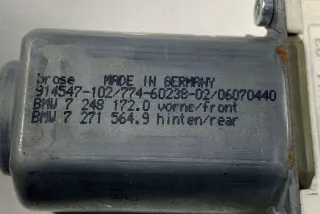 brose MADE IN GERMANY
914547-102/774-60238-02/06070440
BMW 7 248 172.0 vorne/front
BMW 7 271 564.9 hinten/rear